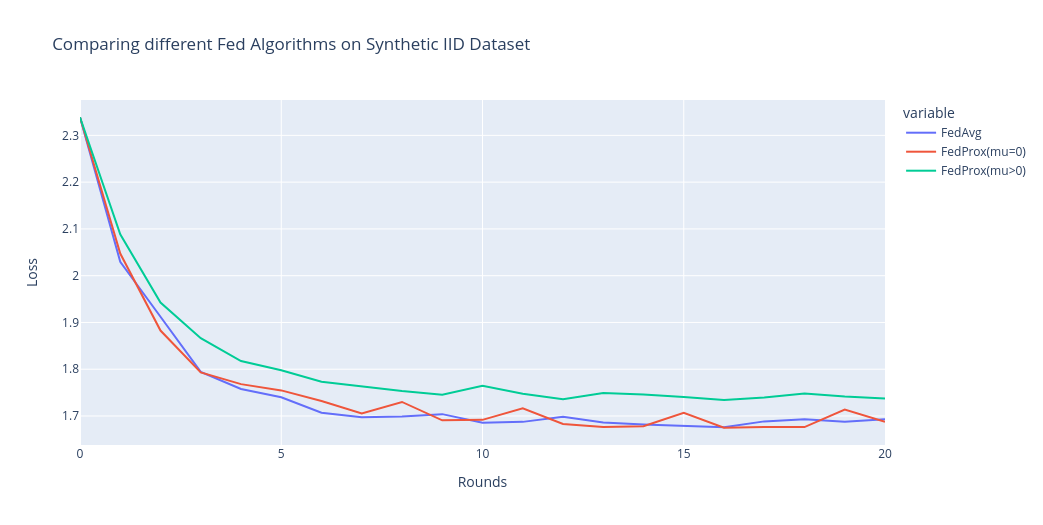 Comparing different Fed Algorithms on Synthetic IID Dataset
variable
FedAvg
FedProx(mu=0)
FedProx(mu>0)
Loss
2.3
2.2
2.1
2
1.9
1.8
1.7
0 5 10 15 20
Rounds